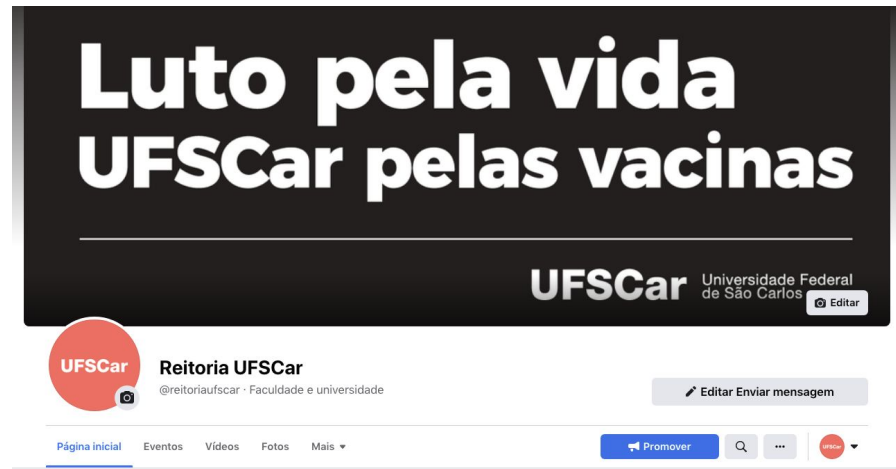 Luto pela vida
UFSCar pelas vacinas
UFSCar Universidade Federal
de São Carlos
Editar
UFSCar
Reitoria UFSCar
@reitoriaufscar · Faculdade e universidade
Editar Enviar mensagem
Página inicial Eventos Vídeos Fotos Mais
Promover
UFSCar